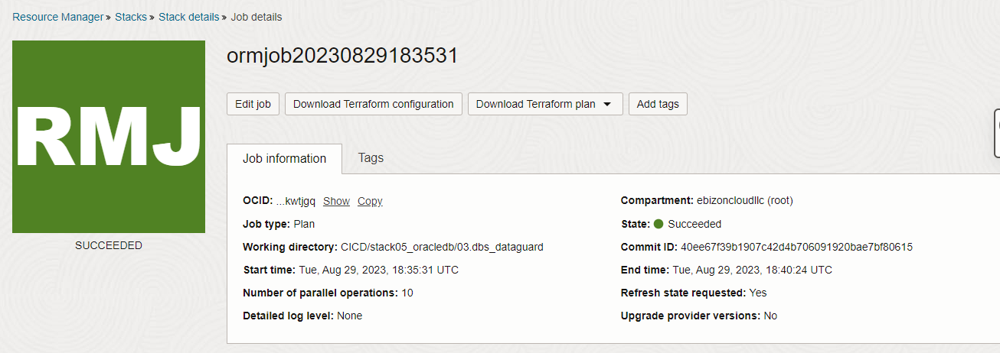 Resource Manager » Stacks » Stack details » Job details
RMJ
SUCCEEDED
ormjob20230829183531
Edit job Download Terraform configuration Download Terraform plan Add tags
Job information Tags
OCID: ...kwtjgq Show Copy
Job type: Plan
Working directory: CICD/stack05_oracledb/03.dbs_dataguard
Start time: Tue, Aug 29, 2023, 18:35:31 UTC
Number of parallel operations: 10
Detailed log level: None
Compartment: ebizoncloudllc (root)
State: Succeeded
Commit ID: 40ee67f39b1907c42d4b706091920bae7bf80615
End time: Tue, Aug 29, 2023, 18:40:24 UTC
Refresh state requested: Yes
Upgrade provider versions: No